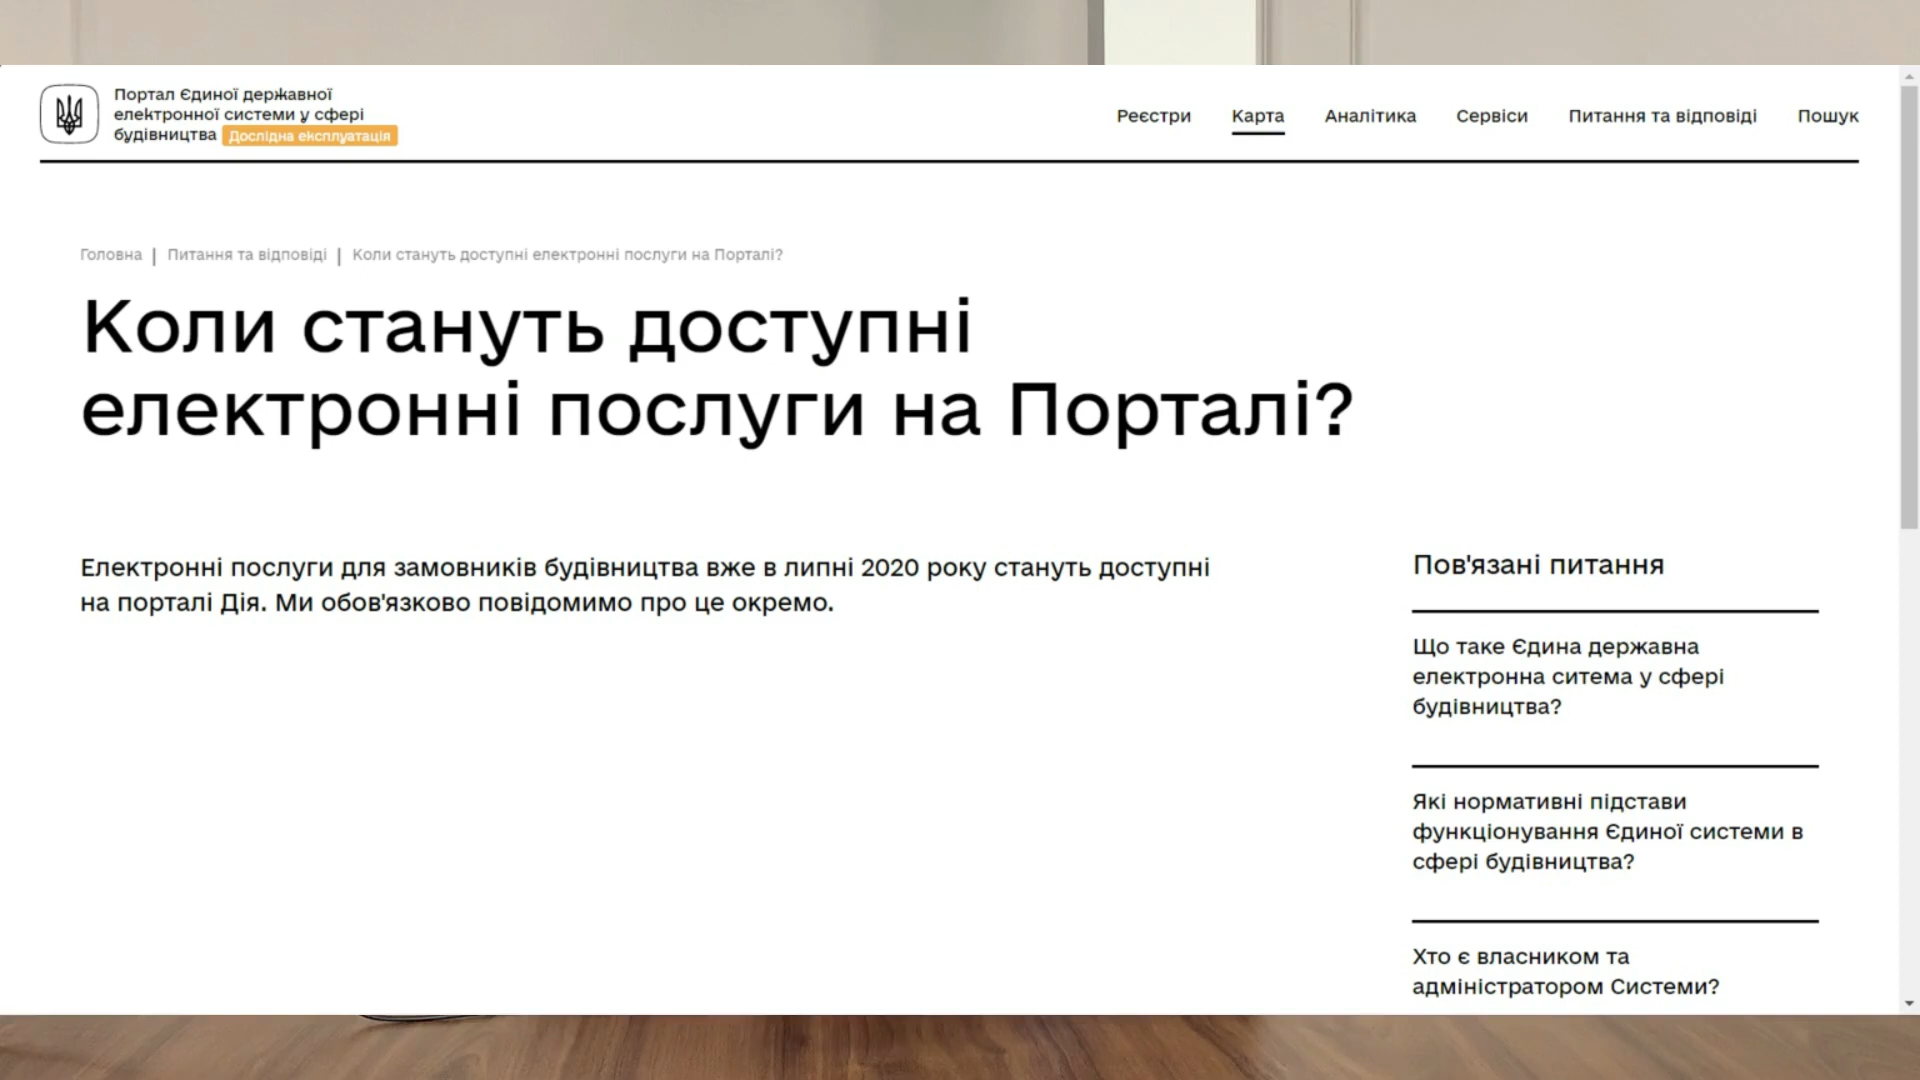 Портал Єдиної державної
електронної системи у сфері
будівництва Дослідна експлуатація
Реєстри Карта Аналітика Сервіси Питання та відповіді Пошук
Головна | Питання та відповіді | Коли стануть доступні електронні послуги на Порталі?
Коли стануть доступні
електронні послуги на Порталі?
Електронні послуги для замовників будівництва вже в липні 2020 року стануть доступні
на порталі Дія. Ми обов'язково повідомимо про це окремо.
Пов'язані питання
Що таке Єдина державна
електронна ситема у сфері
будівництва?
Які нормативні підстави
функціонування Єдиної системи в
сфері будівництва?
Хто є власником та
адміністратором Системи?